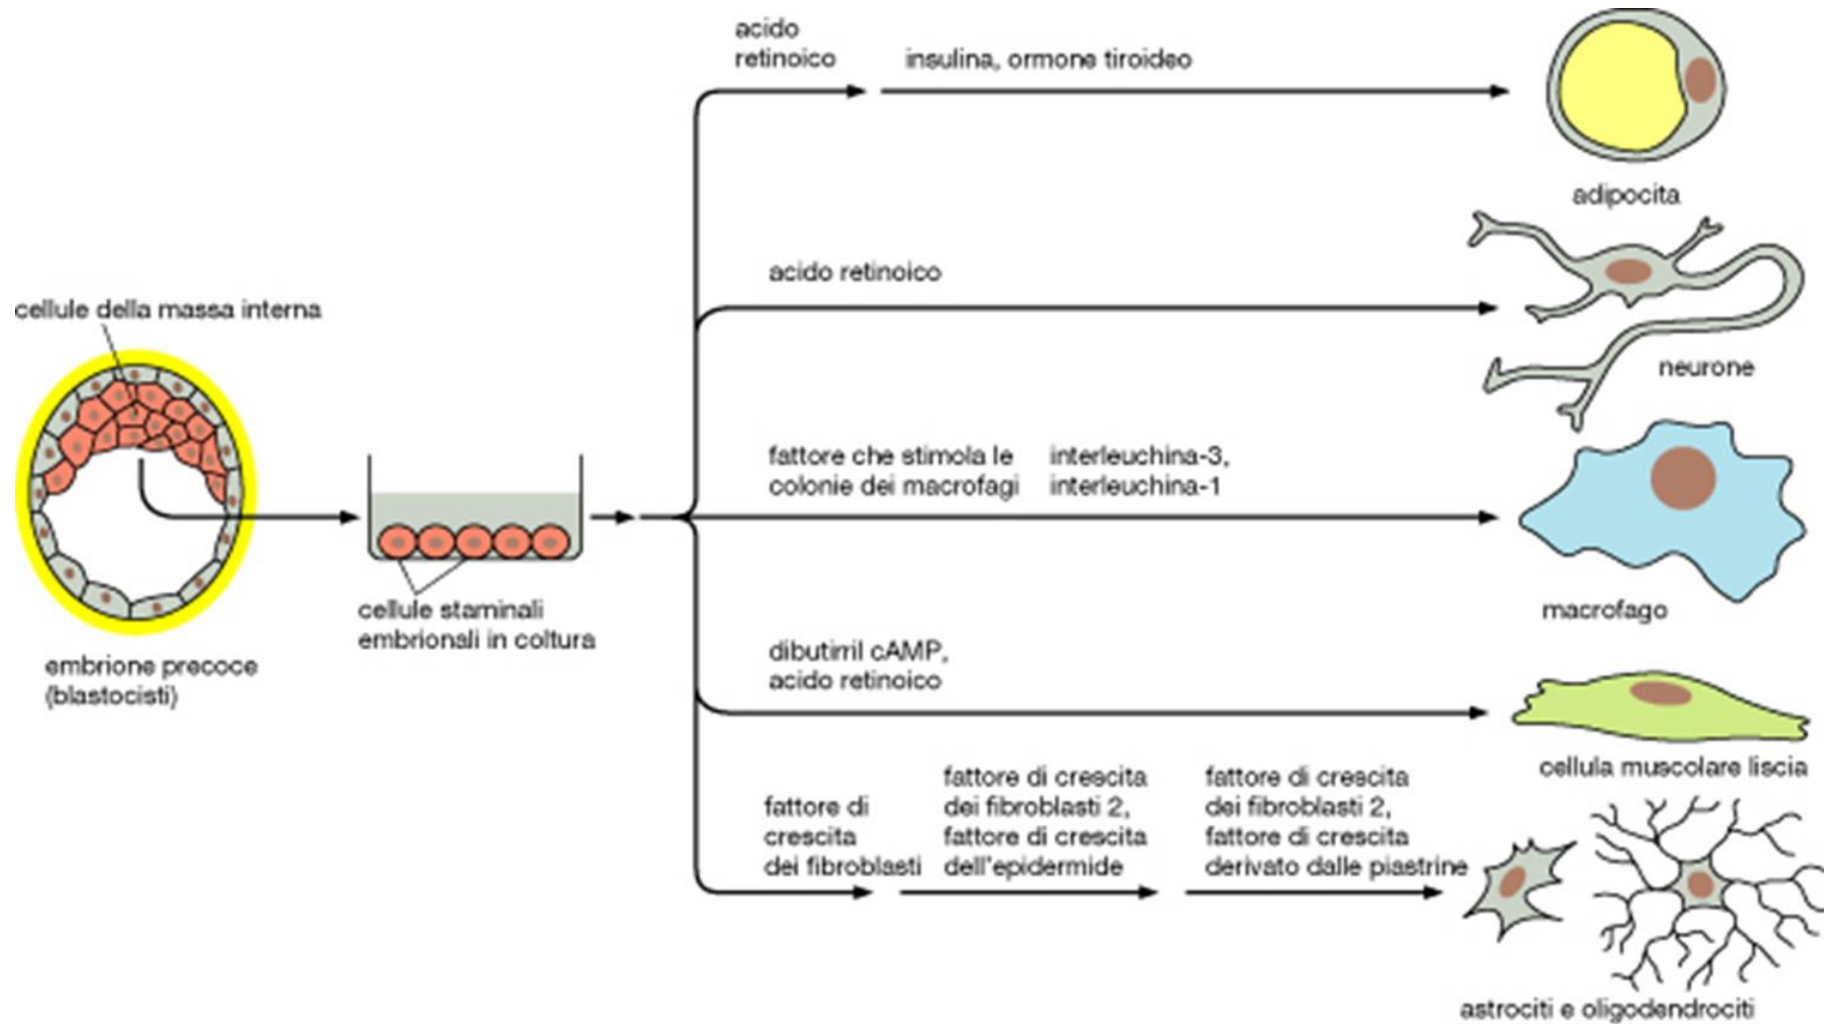 acido
retinoico
insulina, ormone tiroideo
adipocita
acido retinoico
neurone
cellule della massa interna
embrione precoce
(blastocisti)
cellule staminali
embrionali in coltura
fattore che stimola le
colonie dei macrofagi
interleuchina-3,
interleuchina-1
macrofago
dibutirril cAMP,
acido retinoico
cellula muscolare liscia
fattore di
crescita
dei fibroblasti
fattore di crescita
dei fibroblasti 2,
fattore di crescita
dell'epidermide
fattore di crescita
dei fibroblasti 2,
fattore di crescita
derivato dalle piastrine
astrociti e oligodendrociti